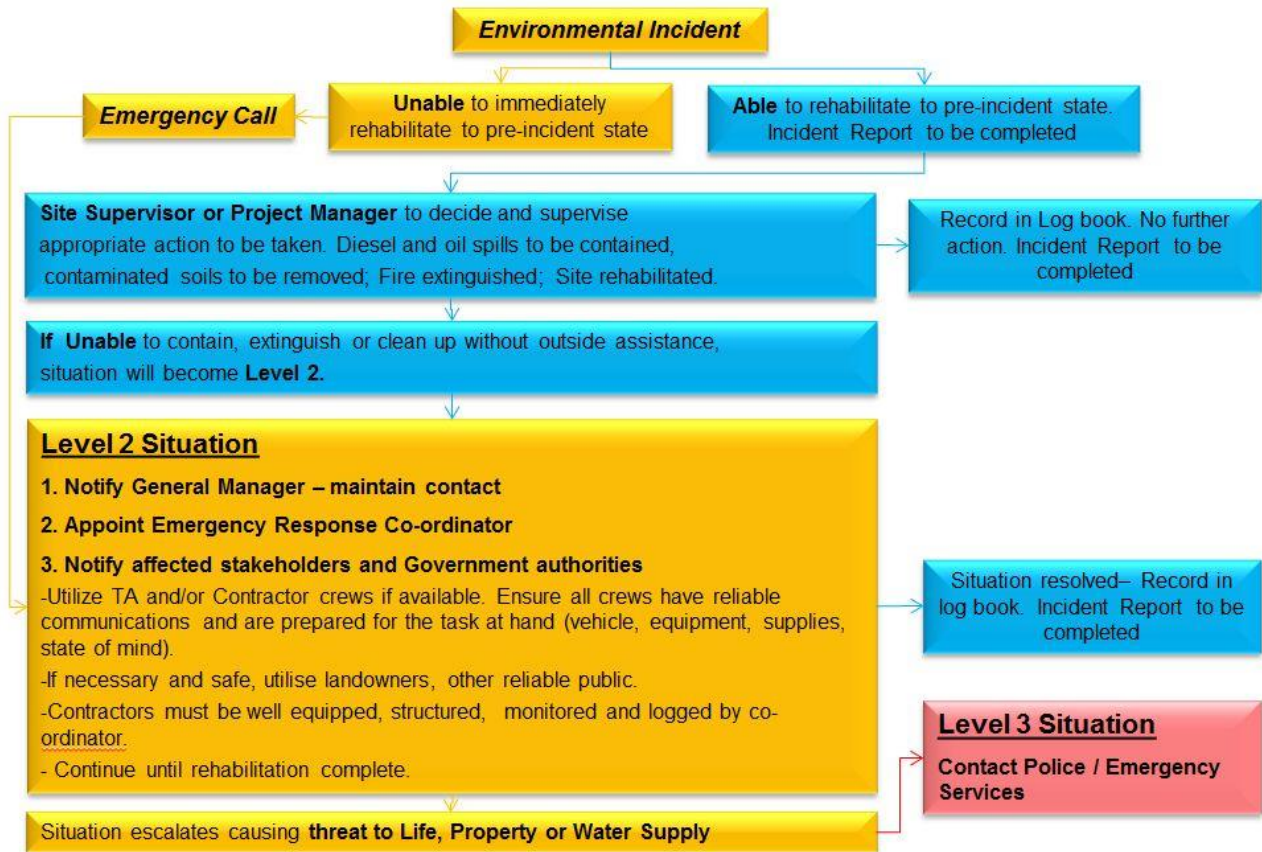 Environmental Incident
Emergency Call
Unable to immediately
rehabilitate to pre-incident state
Able to rehabilitate to pre-incident state.
Incident Report to be completed
Site Supervisor or Project Manager to decide and supervise
appropriate action to be taken. Diesel and oil spills to be contained,
contaminated soils to be removed; Fire extinguished; Site rehabilitated.
Record in Log book. No further
action. Incident Report to be
completed
If Unable to contain, extinguish or clean up without outside assistance,
situation will become Level 2.
Level 2 Situation
1. Notify General Manager – maintain contact
2. Appoint Emergency Response Co-ordinator
3. Notify affected stakeholders and Government authorities
-Utilize TA and/or Contractor crews if available. Ensure all crews have reliable
communications and are prepared for the task at hand (vehicle, equipment, supplies,
state of mind).
-If necessary and safe, utilise landowners, other reliable public.
-Contractors must be well equipped, structured, monitored and logged by co-
ordinator.
- Continue until rehabilitation complete.
Situation resolved– Record in
log book. Incident Report to be
completed
Level 3 Situation
Contact Police / Emergency
Services
Situation escalates causing threat to Life, Property or Water Supply